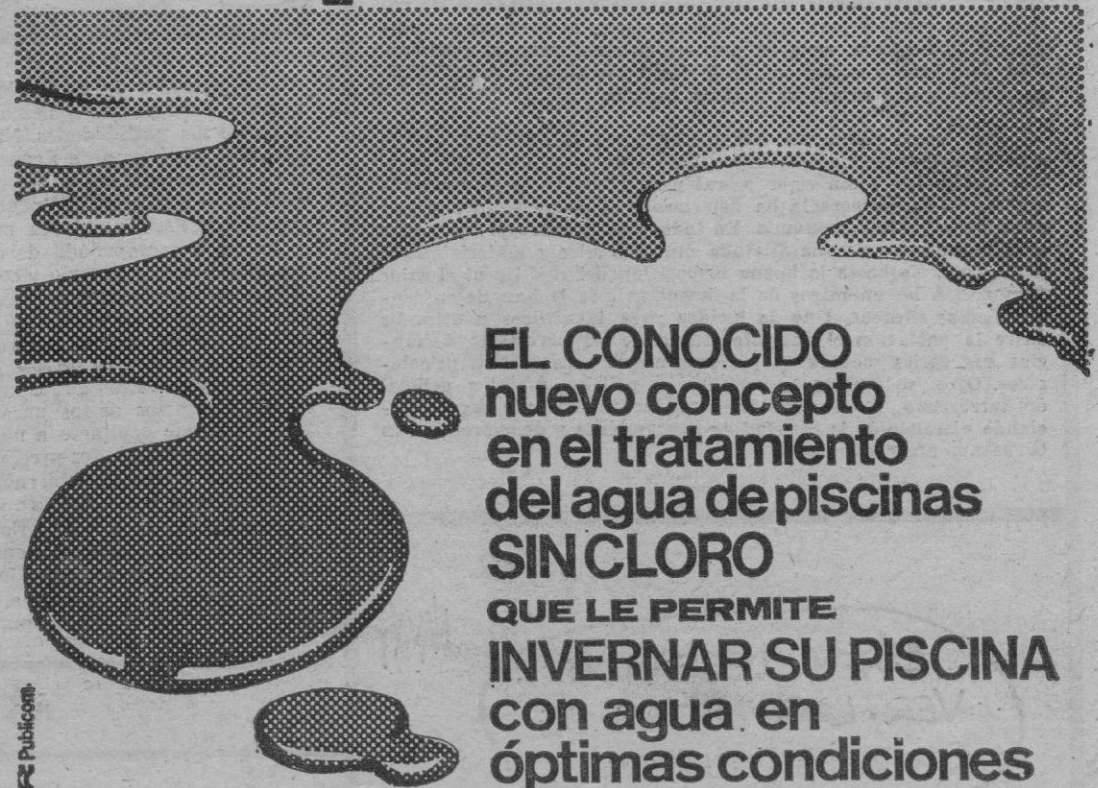 EL CONOCIDO
nuevo concepto
en el tratamiento
del agua de piscinas
SIN CLORO
QUE LE PERMITE
INVERNAR SU PISCINA
con agua en
óptimas condiciones
Publicom